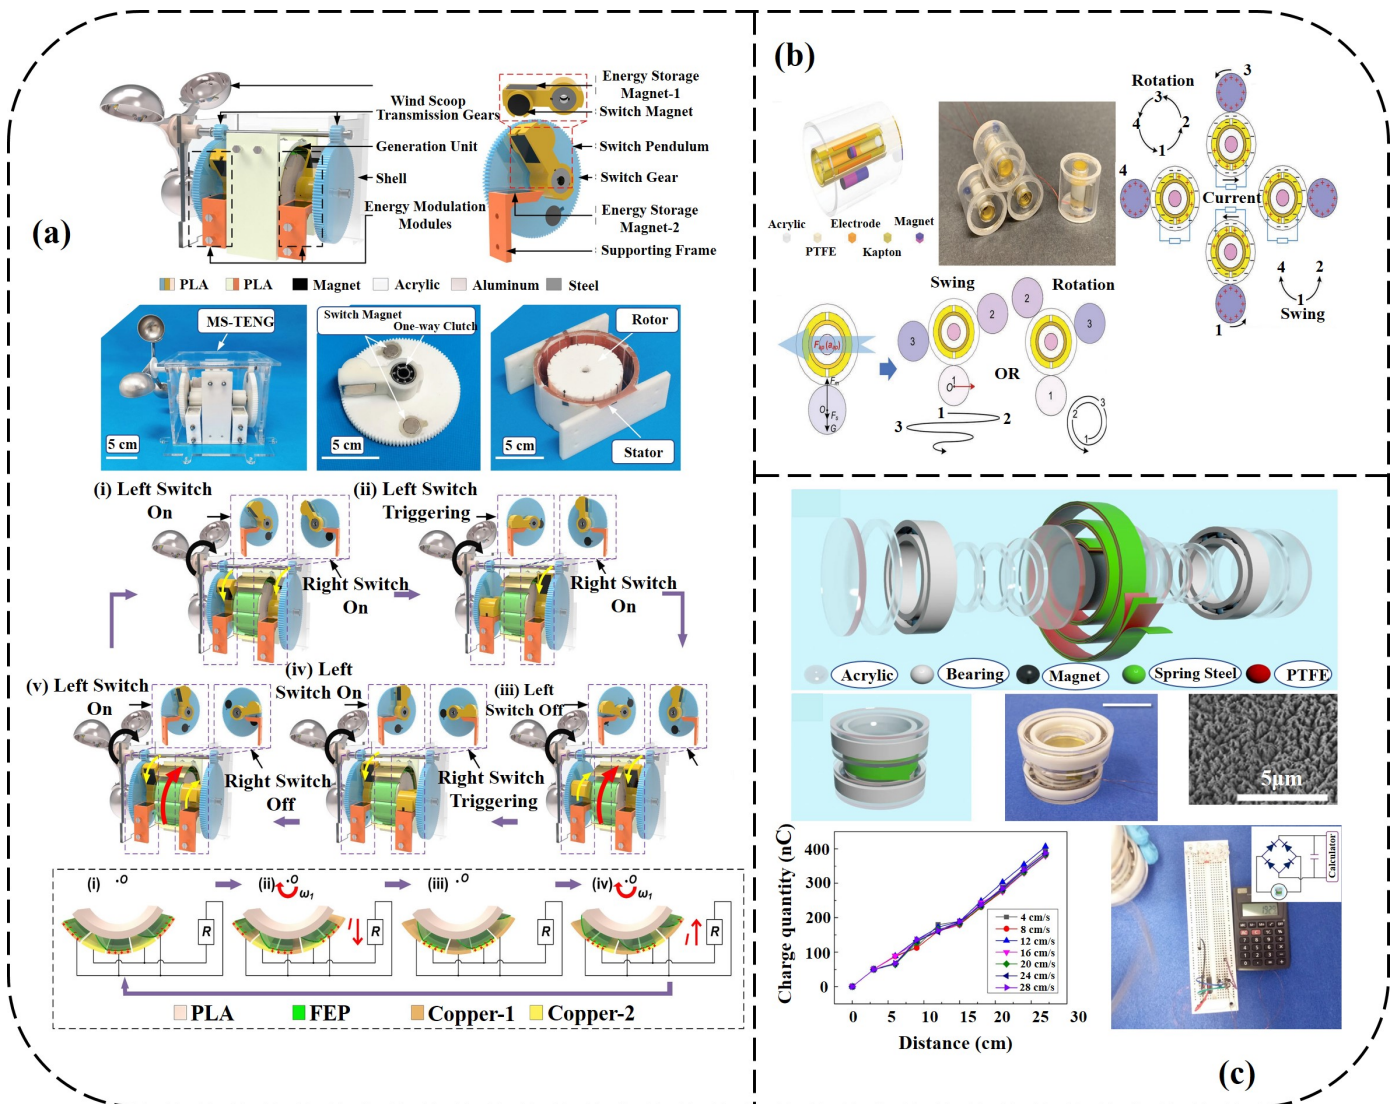 (a)
Wind Scoop
Transmission Gears
Generation Unit
Shell
Energy Modulation
Modules
Energy Storage
Magnet-1
Switch Magnet
Switch Pendulum
Switch Gear
Energy Storage
Magnet-2
Supporting Frame
PLA PLA Magnet Acrylic Aluminum Steel
MS-TENG
5 cm
Switch Magnet
One-way Clutch
5 cm
Rotor
Stator
5 cm
(i) Left Switch
On
Right Switch
On
(ii) Left Switch
Triggering
Right Switch
On
(v) Left Switch
On
Right Switch
Off
(iv) Left
Switch On
Right Switch
Triggering
(iii) Left
Switch Off
(i) O
R
(ii) O
ω1
I
R
(iii) O
R
(iv) O
ω1
I
R
PLA FEP Copper-1 Copper-2
(b)
Acrylic Electrode Magnet
PTFE Kapton
Rotation
3
4 2
1
3
4
Current
1
4 2
1
Swing
Swing
Rotation
2
2
3
3
1
O
1
OR
O
G
1
3 2
3
2
1
Acrylic Bearing Magnet Spring Steel PTFE
5μm
Charge quantity (nC)
400
300
200
100
0
4 cm/s
8 cm/s
12 cm/s
16 cm/s
20 cm/s
24 cm/s
28 cm/s
0 5 10 15 20 25 30
Distance (cm)
Calculator
(c)